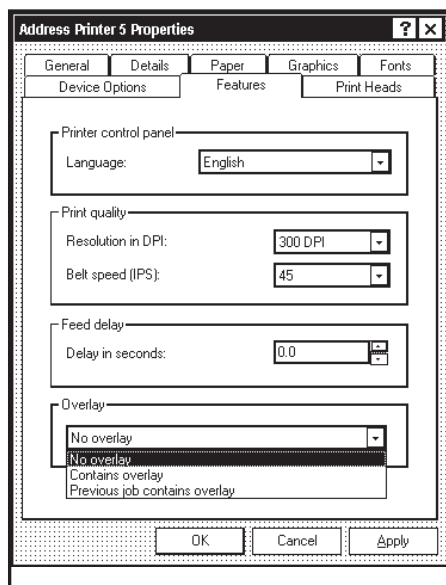 Address Printer 5 Properties ? ×
General Details Paper Graphics Fonts
Device Options Features Print Heads
Printer control panel
Language: English
Print quality
Resolution in DPI: 300 DPI
Belt speed (IPS): 45
Feed delay
Delay in seconds: 0.0
Overlay
No overlay
No overlay
Contains overlay
Previous job contains overlay
OK Cancel Apply